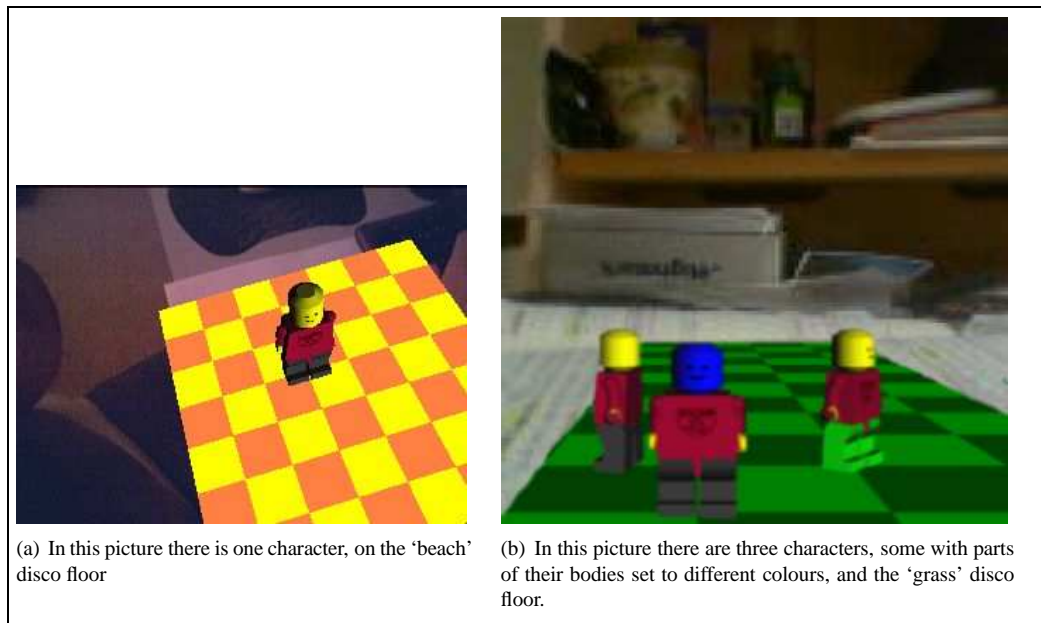 (a) In this picture there is one character, on the ‘beach’
disco floor
(b) In this picture there are three characters, some with parts
of their bodies set to different colours, and the ‘grass’ disco
floor.